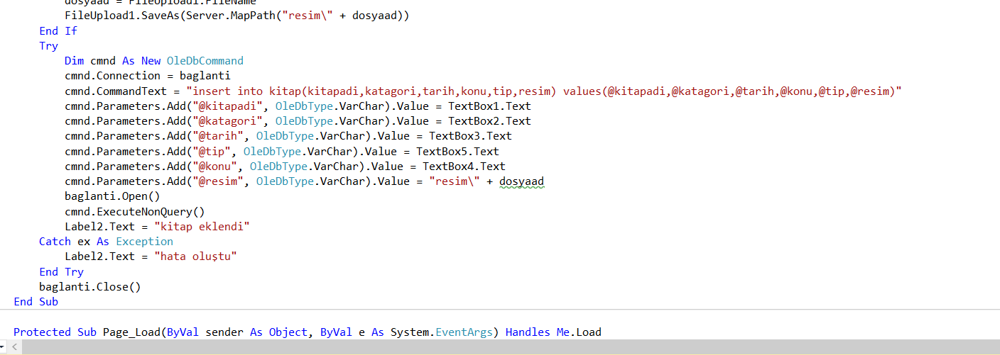 dosyaad = FileUpload1.FileName
FileUpload1.SaveAs(Server.MapPath("resim\" + dosyaad))
End If
Try
Dim cmnd As New OleDbCommand
cmnd.Connection = baglanti
cmnd.CommandText = "insert into kitap(kitapadi,katagori,tarih,konu,tip,resim) values(@kitapadi,@katagori,@tarih,@konu,@tip,@resim)"
cmnd.Parameters.Add("@kitapadi", OleDbType.VarChar).Value = TextBox1.Text
cmnd.Parameters.Add("@katagori", OleDbType.VarChar).Value = TextBox2.Text
cmnd.Parameters.Add("@tarih", OleDbType.VarChar).Value = TextBox3.Text
cmnd.Parameters.Add("@tip", OleDbType.VarChar).Value = TextBox5.Text
cmnd.Parameters.Add("@konu", OleDbType.VarChar).Value = TextBox4.Text
cmnd.Parameters.Add("@resim", OleDbType.VarChar).Value = "resim\" + dosyaad
baglanti.Open()
cmnd.ExecuteNonQuery()
Label2.Text = "kitap eklendi"
Catch ex As Exception
Label2.Text = "hata oluştu"
End Try
baglanti.Close()
End Sub
Protected Sub Page_Load(ByVal sender As Object, ByVal e As System.EventArgs) Handles Me.Load